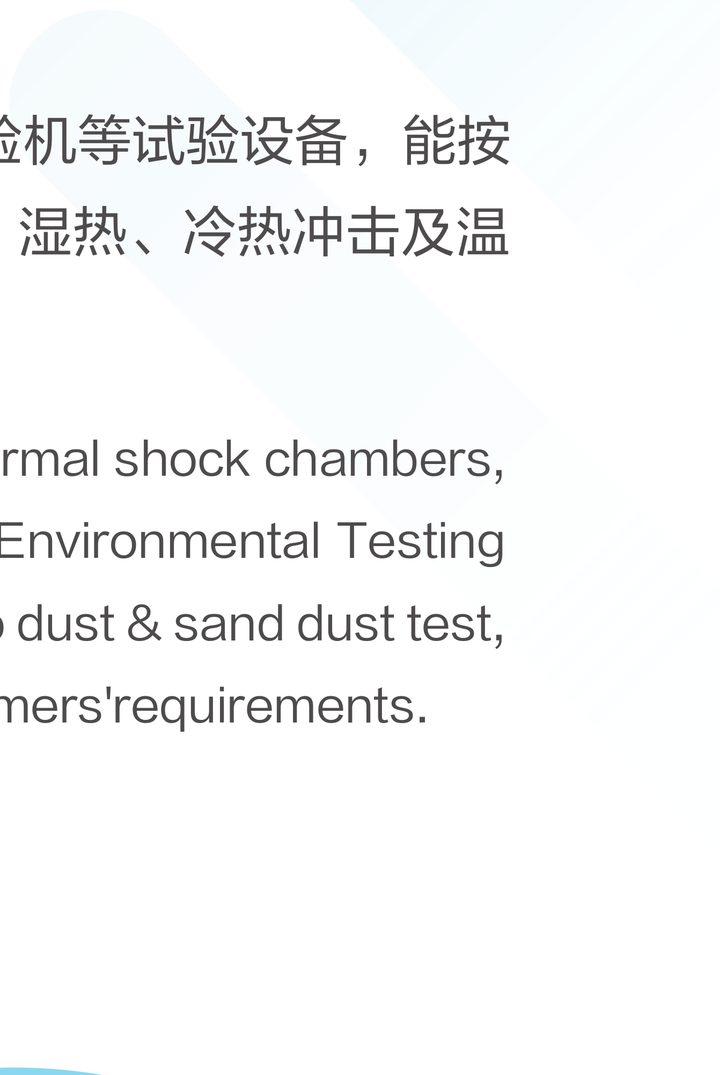 验机等试验设备，能按
湿热、冷热冲击及温
rmal shock chambers,
Environmental Testing
dust & sand dust test,
mers'requirements.